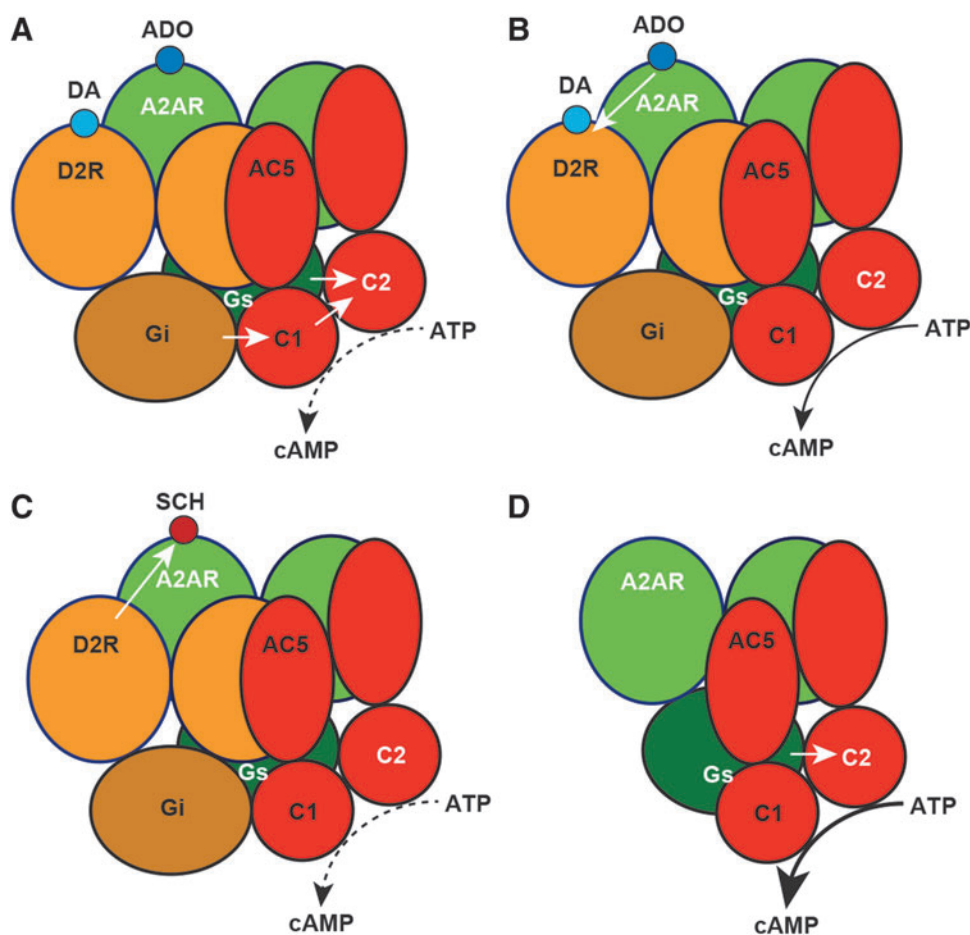 A
ADO
DA
A2AR
D2R
AC5
C2
Gs
Gi
C1
ATP
cAMP
B
ADO
DA
A2AR
D2R
AC5
C2
Gs
Gi
C1
ATP
cAMP
C
SCH
A2AR
D2R
AC5
C2
Gs
Gi
C1
ATP
cAMP
D
A2AR
AC5
C2
Gs
C1
ATP
cAMP